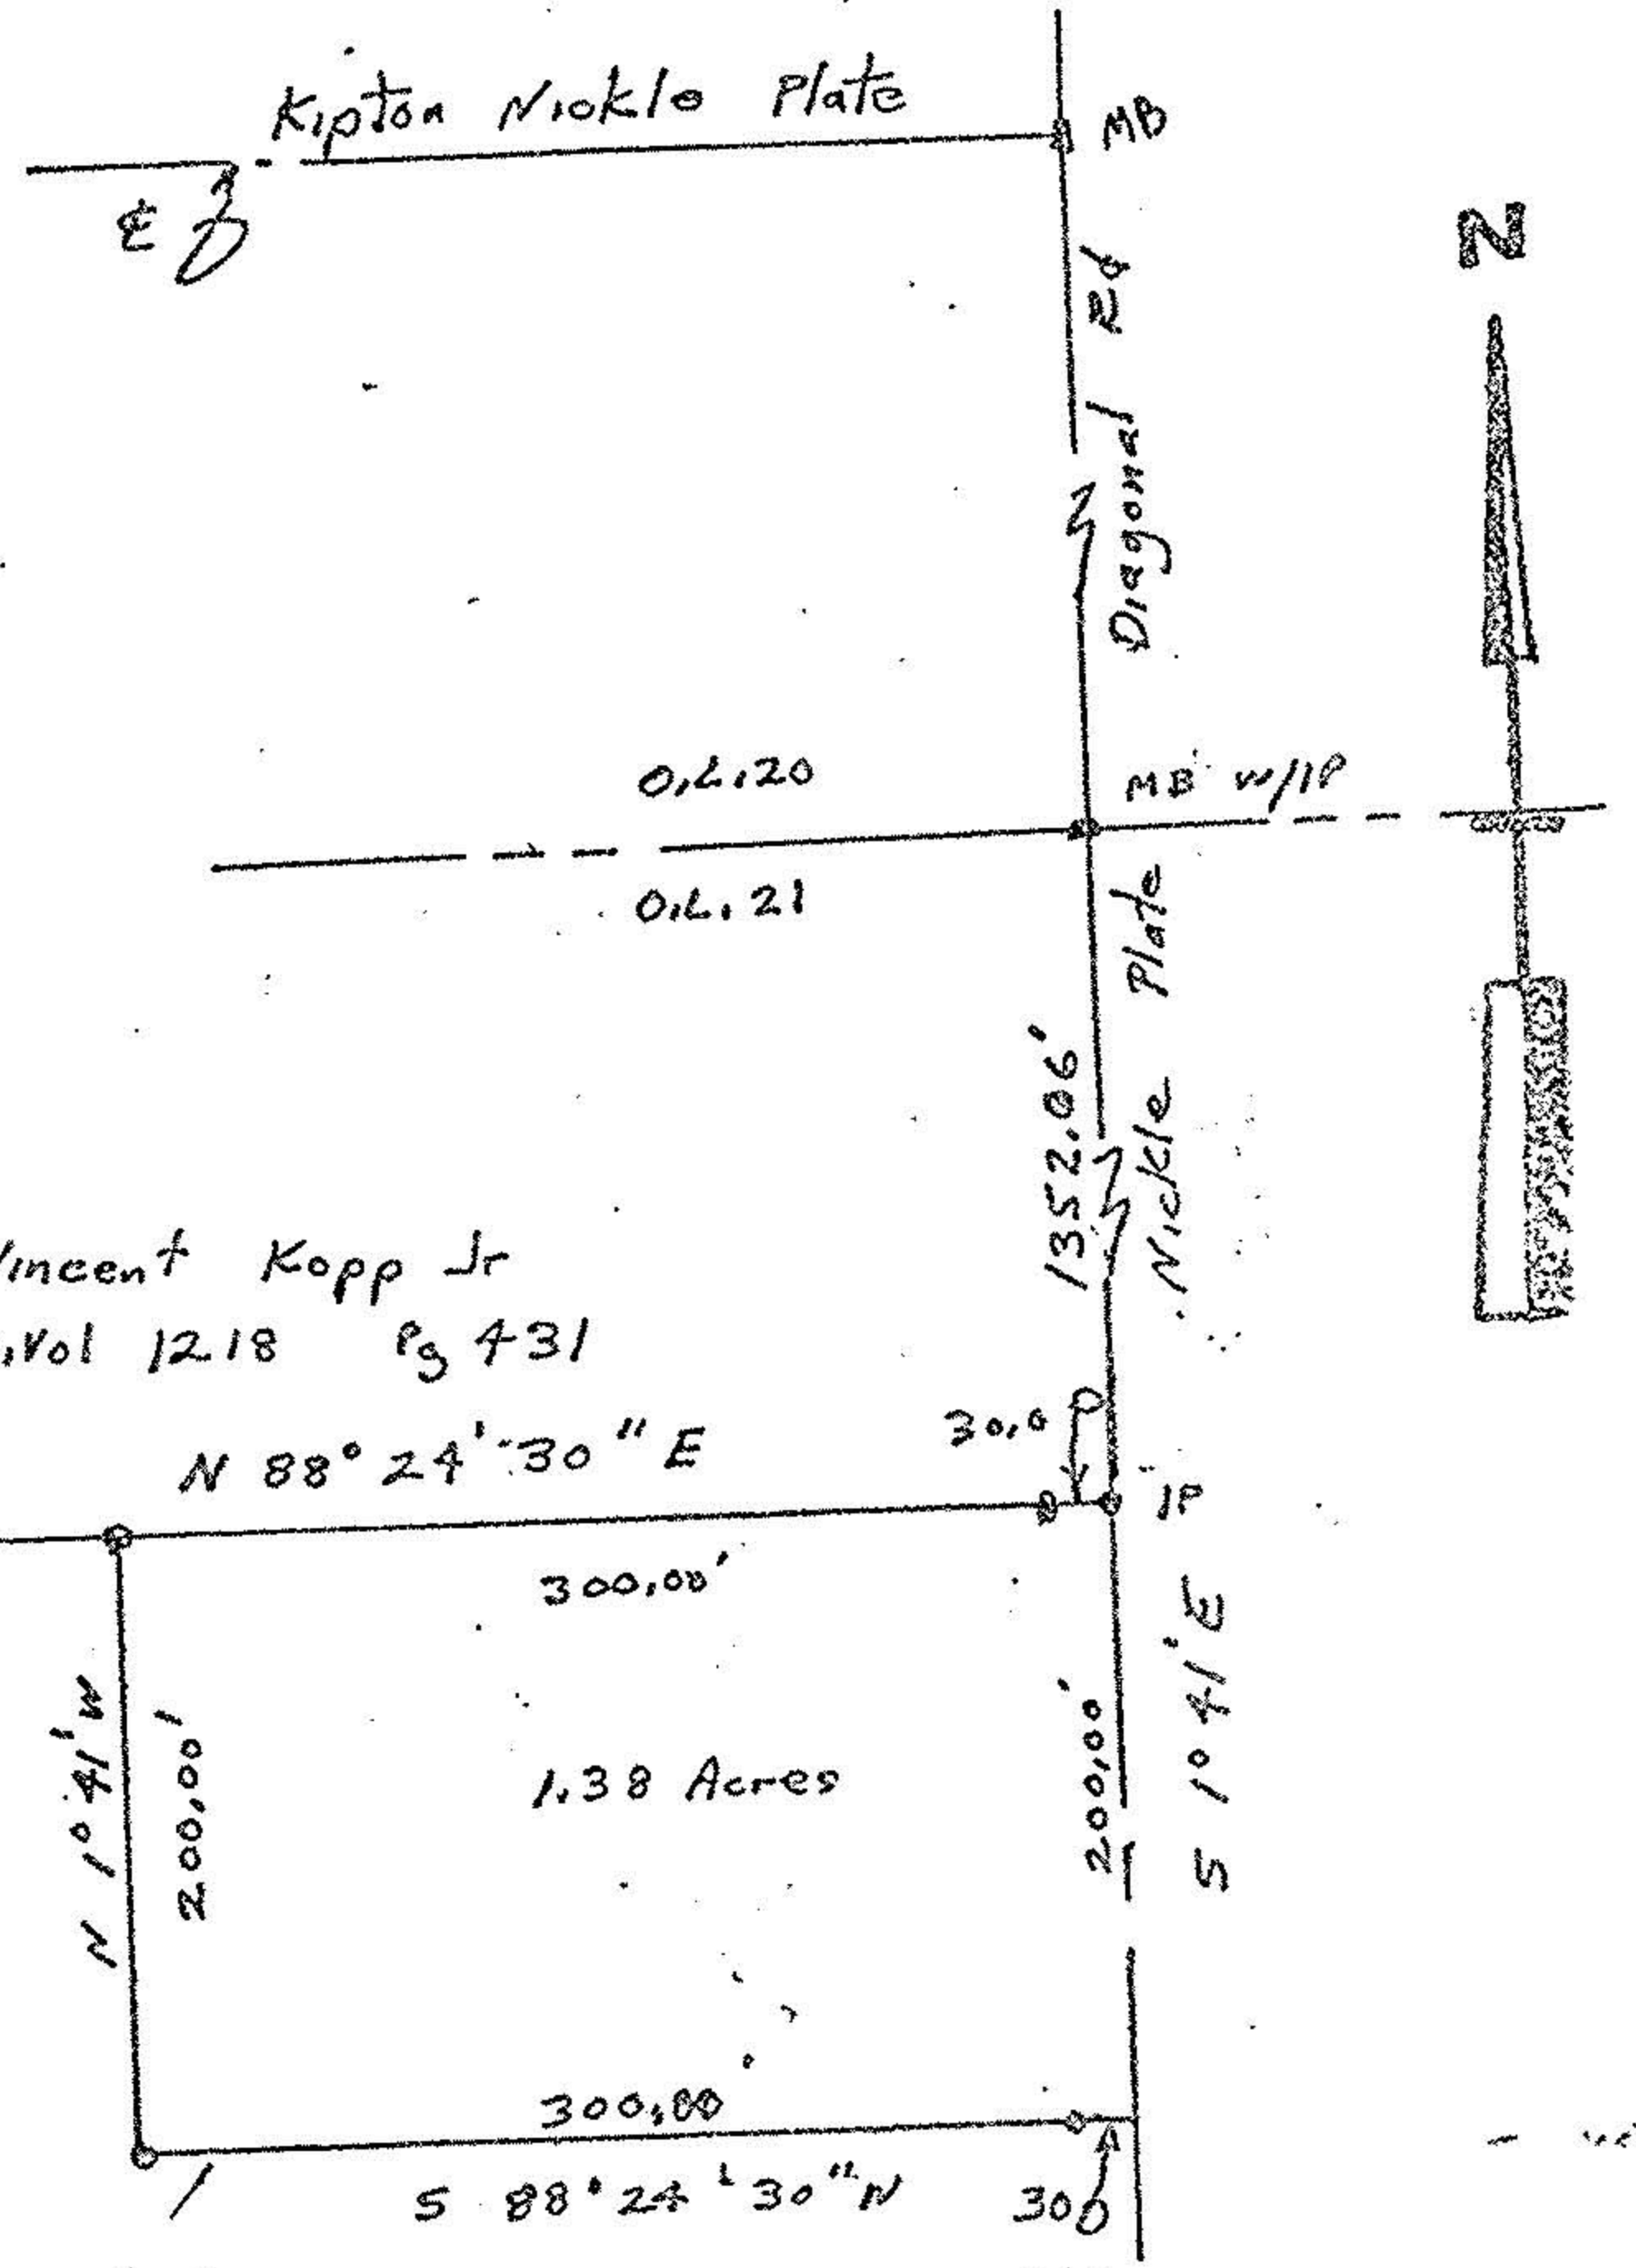 Kipton Nickle Plate
MB
N
Diagonal Rd
O.L. 20
MB w/IP
O.L. 21
Nickle Plate
1352.06'
Vincent Kopp Jr
Vol 1218 Pg 431
N 88° 24' 30" E
30.0
IP
300.00'
N 1° 41' W
200.00'
1.38 Acres
200.00'
S 1° 41' E
300.00
S 88° 24' 30" W
30